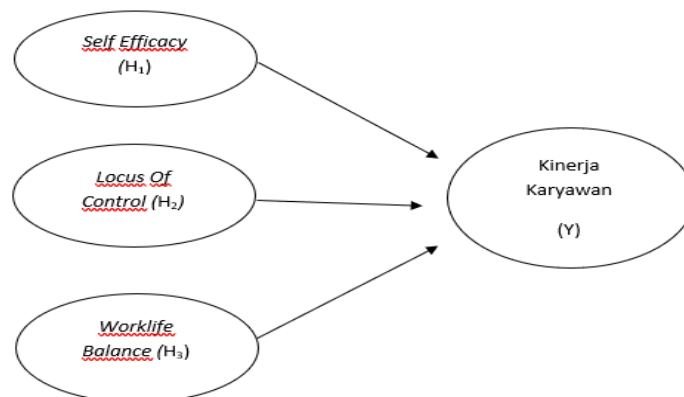 Self Efficacy
(H₁)
Locus Of
Control (H₂)
Worklife
Balance (H₃)
Kinerja
Karyawan
(Y)